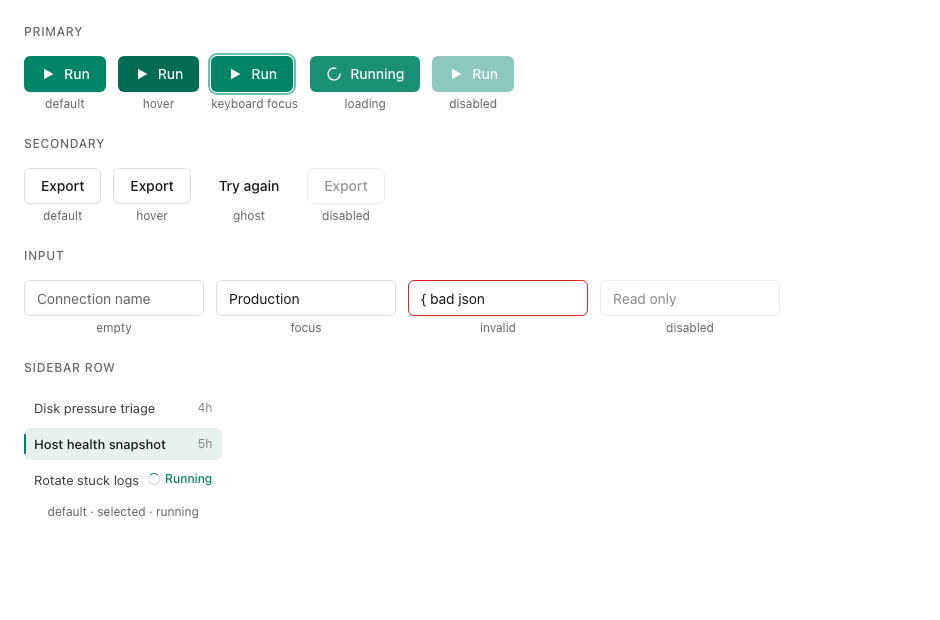 PRIMARY
Run Run Run Running Run
default hover keyboard focus loading disabled
SECONDARY
Export Export Try again Export
default hover ghost disabled
INPUT
Connection name Production { bad json Read only
empty focus invalid disabled
SIDEBAR ROW
Disk pressure triage 4h
Host health snapshot 5h
Rotate stuck logs Running
default · selected · running